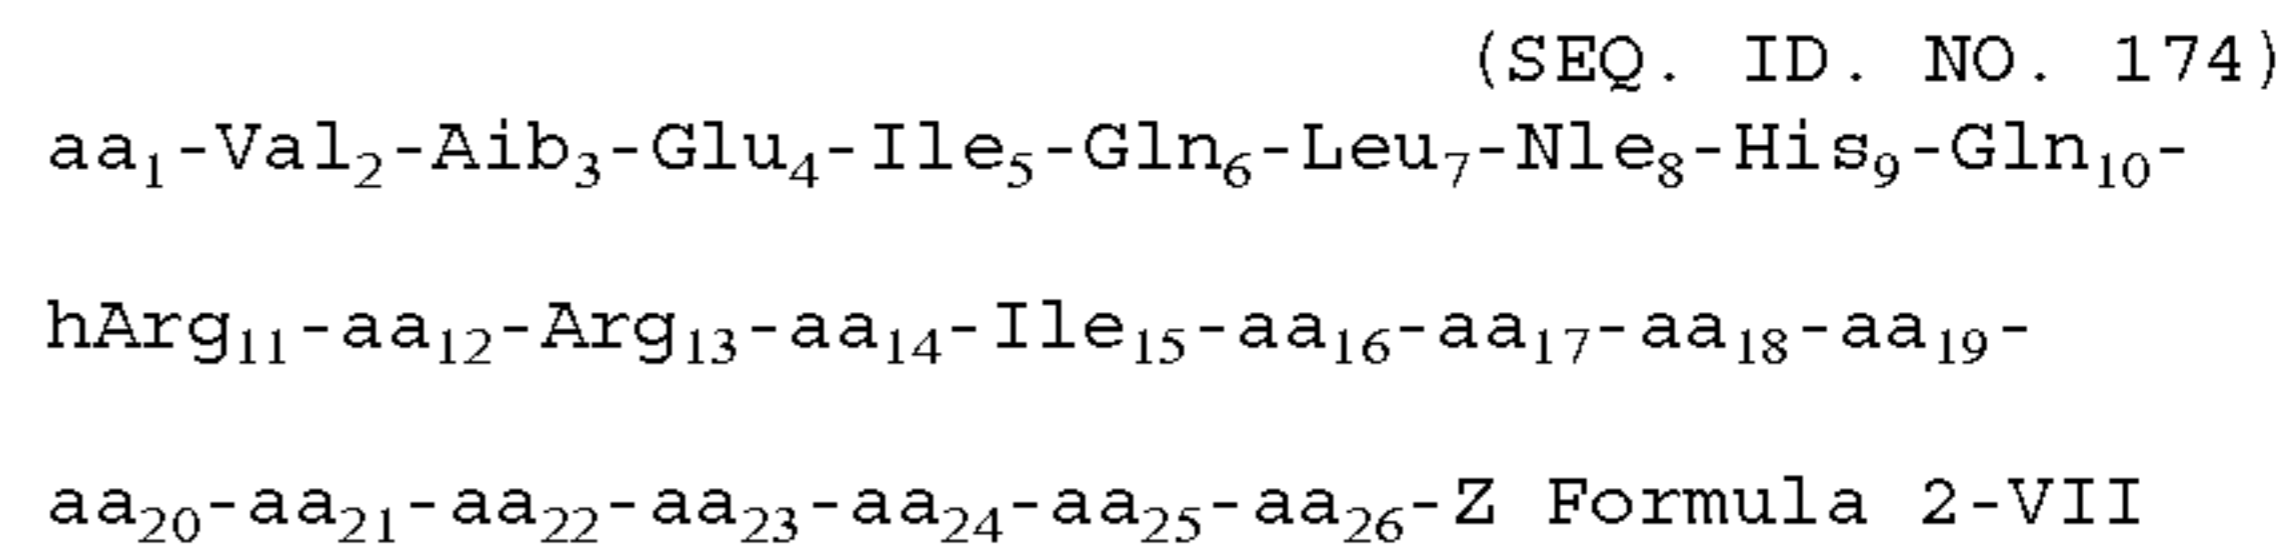 (SEQ. ID. NO. 174)
aa₁-Val₂-Aib₃-Glu₄-Ile₅-Gln₆-Leu₇-Nle₈-His₉-Gln₁₀-
hArg₁₁-aa₁₂-Arg₁₃-aa₁₄-Ile₁₅-aa₁₆-aa₁₇-aa₁₈-aa₁₉-
aa₂₀-aa₂₁-aa₂₂-aa₂₃-aa₂₄-aa₂₅-aa₂₆-Z Formula 2-VII